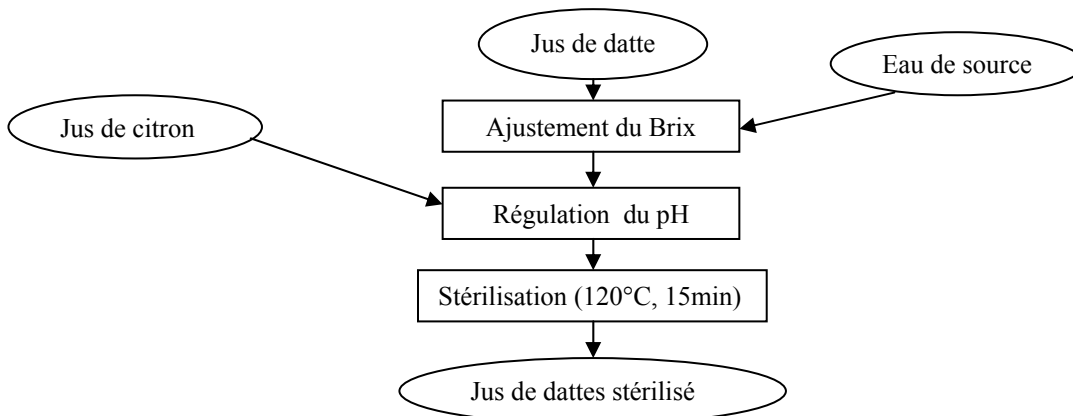 Jus de datte
Eau de source
Jus de citron
Ajustement du Brix
Régulation du pH
Stérilisation (120°C, 15min)
Jus de dattes stérilisé